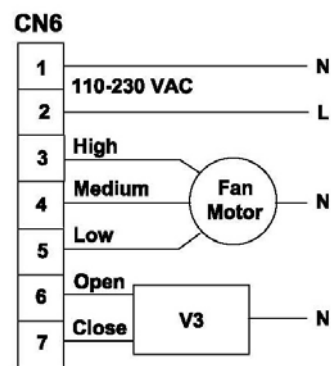 CN6
1 N
110-230 VAC
2 L
3 High
4 Medium Fan Motor N
5 Low
6 Open
V3 N
7 Close